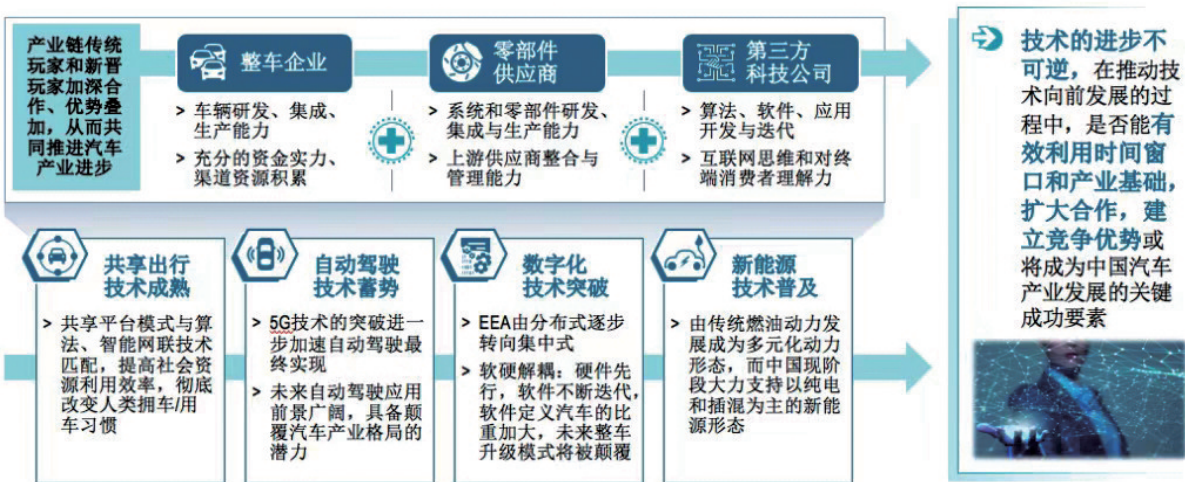 产业链传统
玩家和新晋
玩家加深合
作、优势叠
加，从而共
同推进汽车
产业进步
整车企业
> 车辆研发、集成、
生产能力
> 充分的资金实力、
渠道资源积累
零部件
供应商
> 系统和零部件研发、
集成与生产能力
> 上游供应商整合与
管理能力
第三方
科技公司
> 算法、软件、应用
开发与迭代
> 互联网思维和对终
端消费者理解力
共享出行
技术成熟
> 共享平台模式与算
法、智能网联技术
匹配，提高社会资
源利用效率，彻底
改变人类拥车/用
车习惯
自动驾驶
技术蓄势
> 5G技术的突破进一
步加速自动驾驶最
终实现
> 未来自动驾驶应用
前景广阔，具备颠
覆汽车产业格局的
潜力
数字化
技术突破
> EEA由分布式逐步
转向集中式
> 软硬解耦：硬件先
行，软件不断迭代，
软件定义汽车的比
重加大，未来整车
升级模式将被颠覆
新能源
技术普及
> 由传统燃油动力发
展成为多元化动力
形态，而中国现阶
段大力支持以纯电
和插混为主的新能
源形态
技术的进步不
可逆，在推动技
术向前发展的过
程中，是否能有
效利用时间窗
口和产业基础，
扩大合作，建
立竞争优势或
将成为中国汽车
产业发展的关键
成功要素